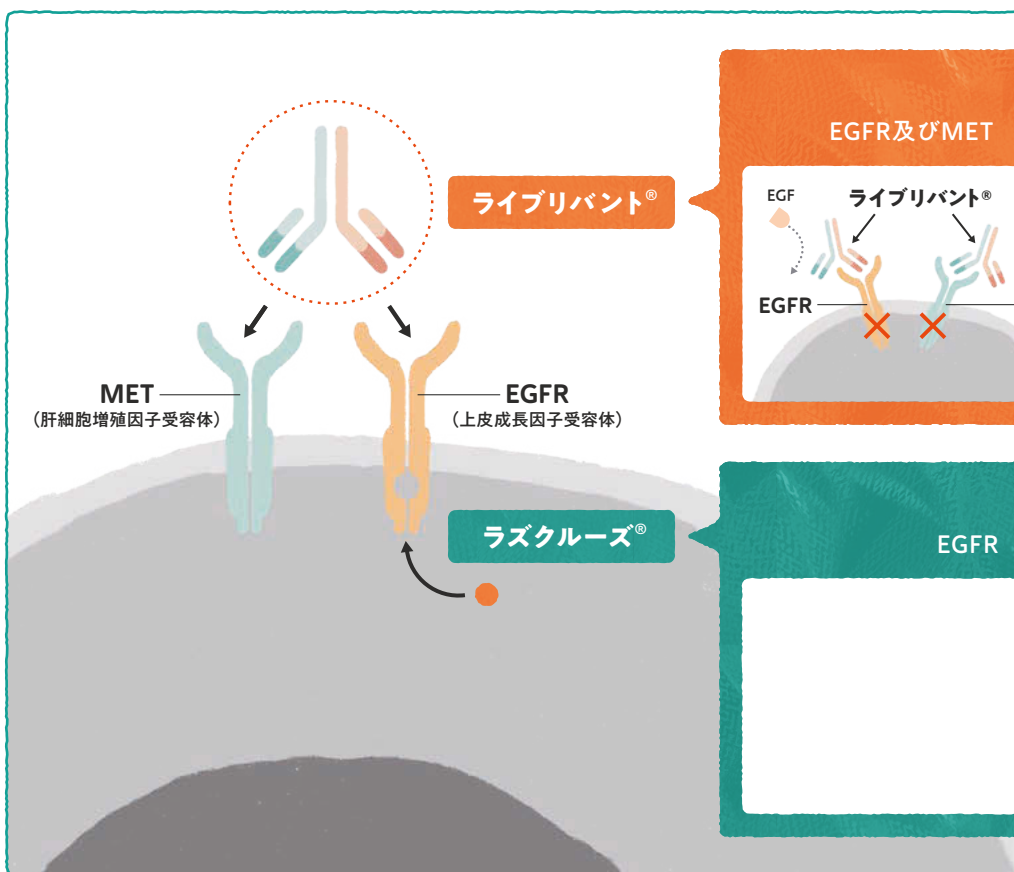 EGFR及びMET
ライブリバント®
EGF
ライブリバント®
EGFR
MET
（肝細胞増殖因子受容体）
EGFR
（上皮成長因子受容体）
ラズクルーズ®
EGFR